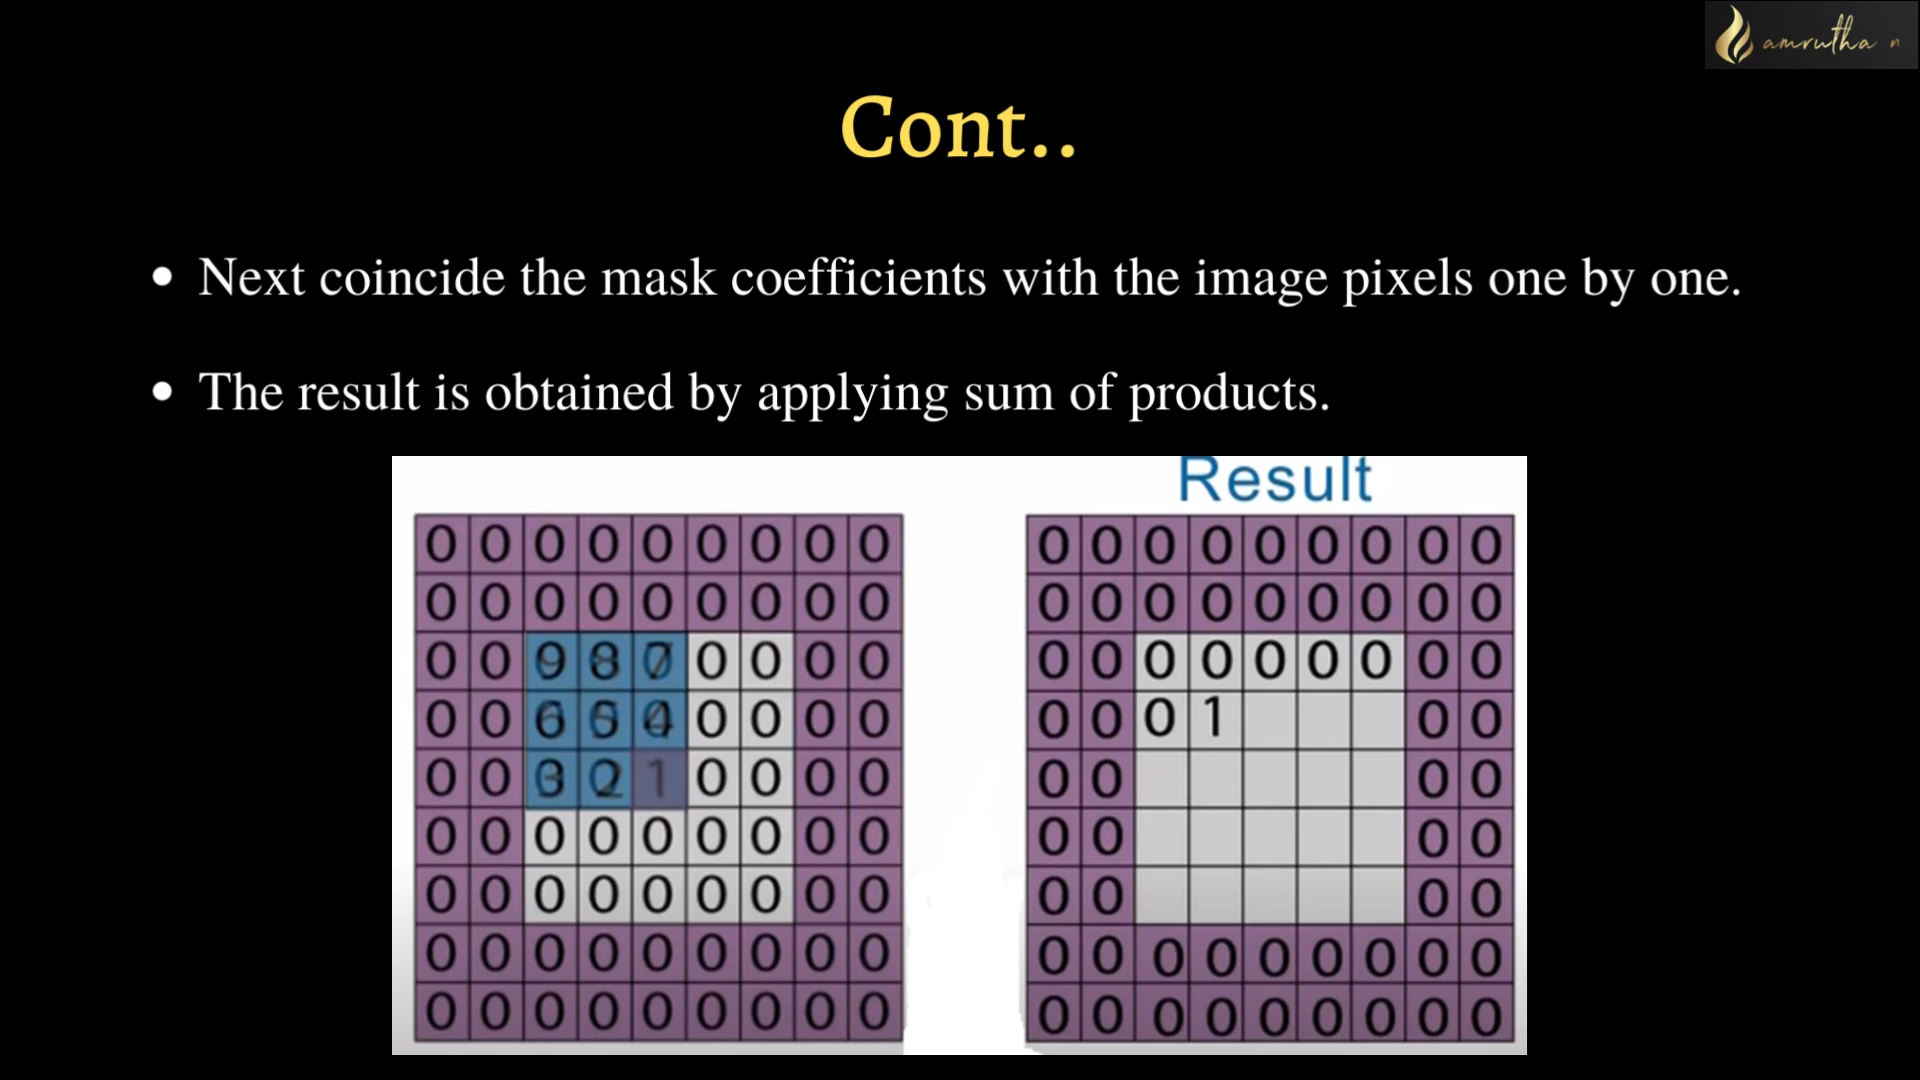 amrutha n
Cont..
• Next coincide the mask coefficients with the image pixels one by one.
• The result is obtained by applying sum of products.
Result
0 0 0 0 0 0 0 0 0
0 0 0 0 0 0 0 0 0
0 0 9 8 7 0 0 0 0
0 0 6 5 4 0 0 0 0
0 0 3 2 1 0 0 0 0
0 0 0 0 0 0 0 0 0
0 0 0 0 0 0 0 0 0
0 0 0 0 0 0 0 0 0
0 0 0 0 0 0 0 0 0
0 0 0 0 0 0 0 0 0
0 0 0 0 0 0 0 0 0
0 0 0 0 0 0 0 0 0
0 0 0 1 0 0
0 0 0 0
0 0 0 0
0 0 0 0
0 0 0 0 0 0 0 0 0
0 0 0 0 0 0 0 0 0